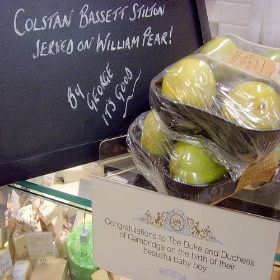 COLSTAN BASSETT STILTON
SERVED ON WILLIAM PEAR!
BY
GEORGE
IT'S GOOD
Congratulations to The Duke and Duchess
of Cambridge on the birth of their
beautiful baby boy